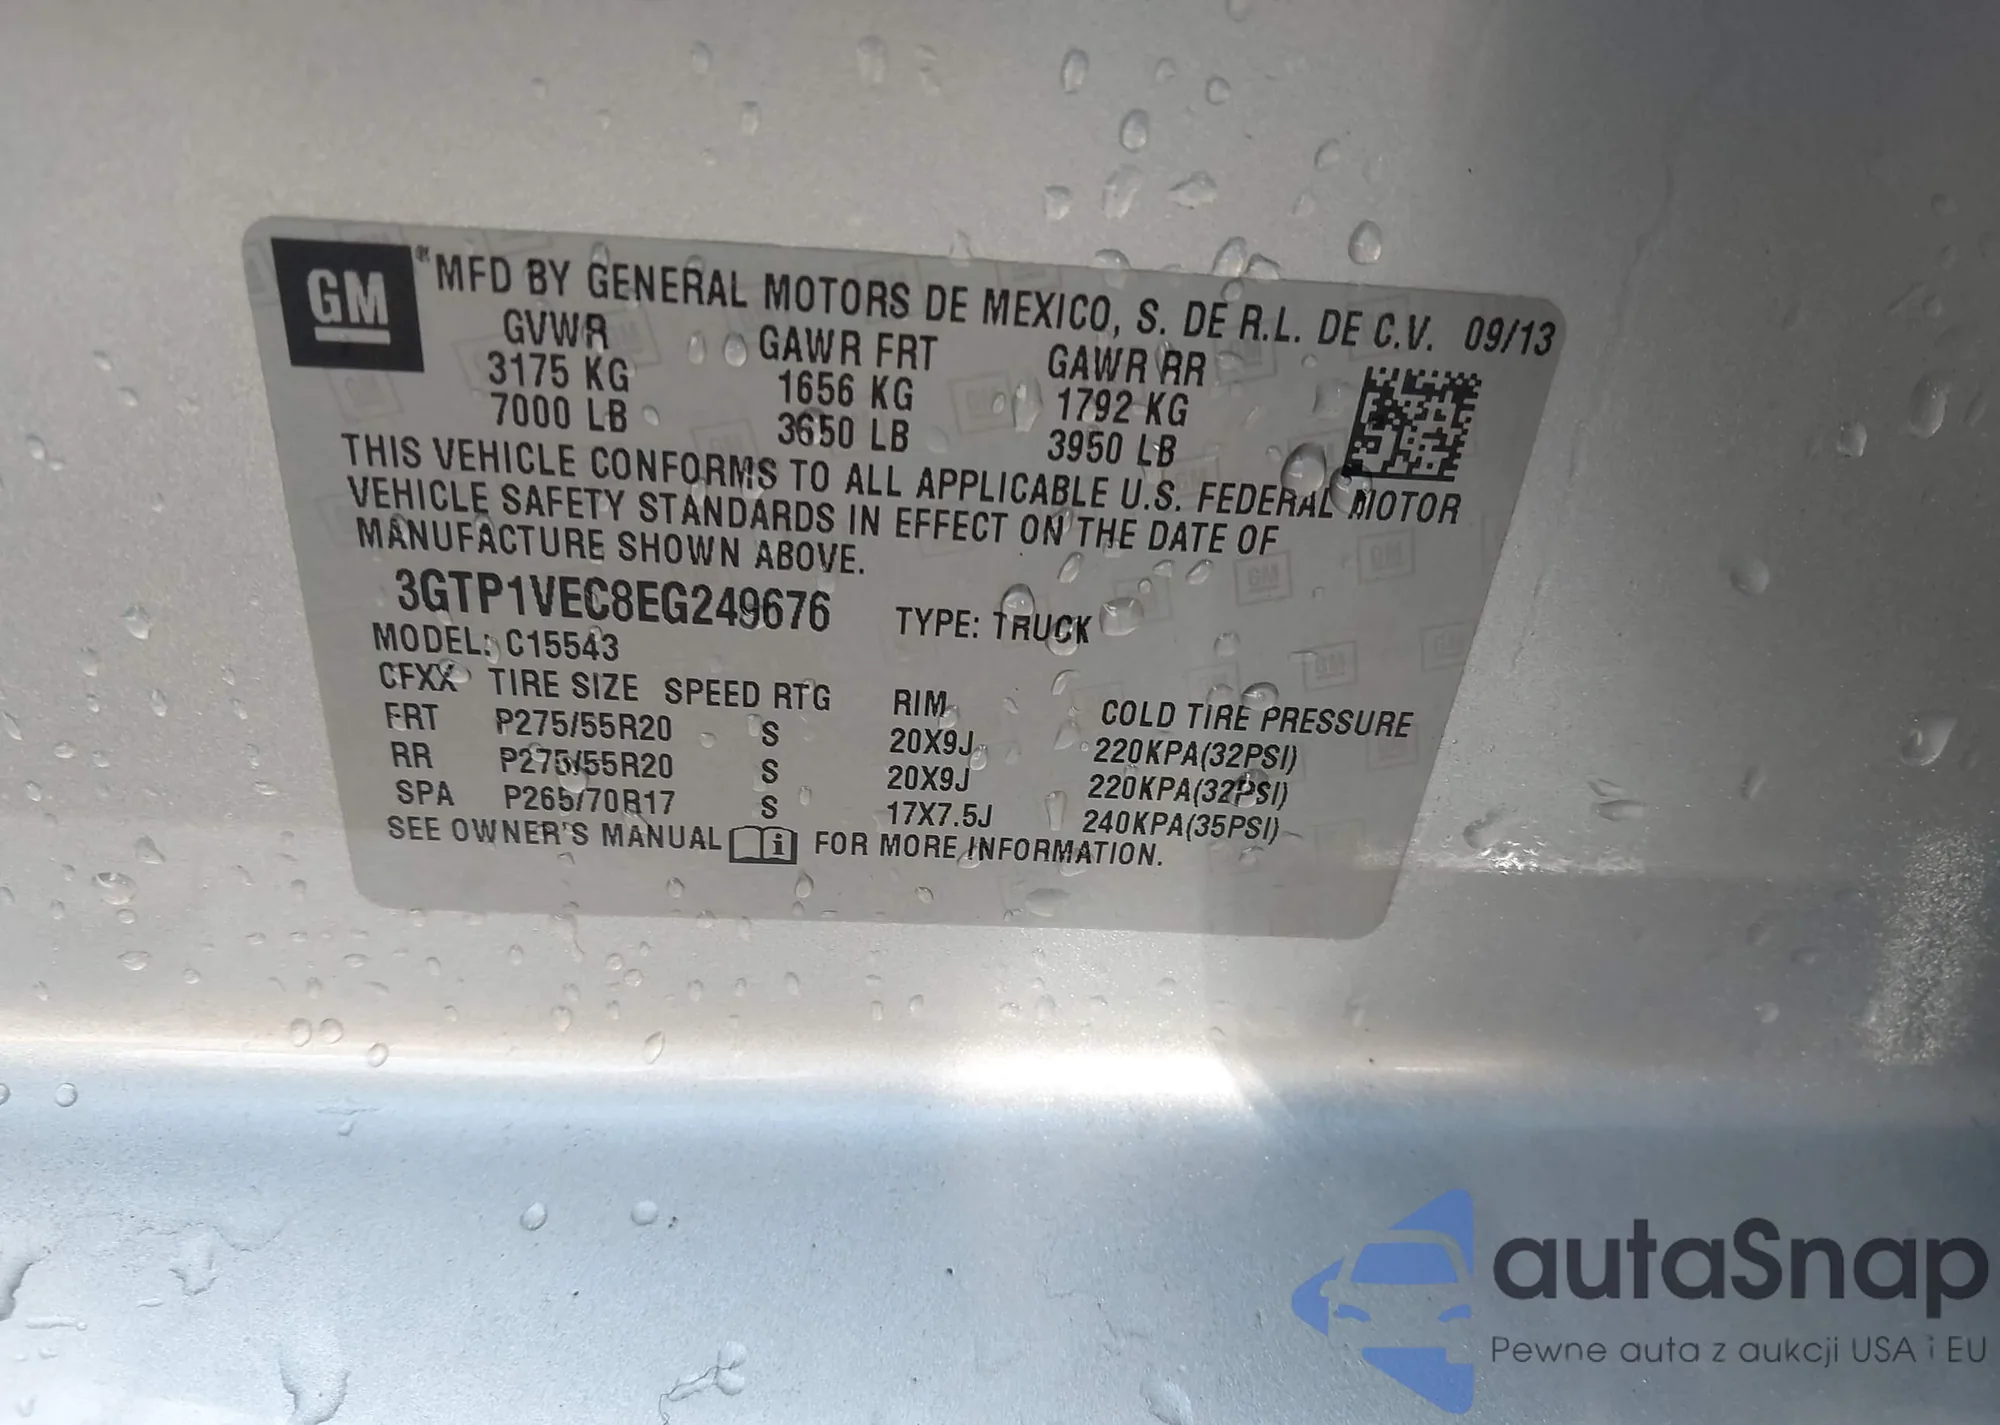 GM
MFD BY GENERAL MOTORS DE MEXICO, S. DE R.L. DE C.V. 09/13
GVWR GAWR FRT GAWR RR
3175 KG 1656 KG 1792 KG
7000 LB 3650 LB 3950 LB
THIS VEHICLE CONFORMS TO ALL APPLICABLE U.S. FEDERAL MOTOR
VEHICLE SAFETY STANDARDS IN EFFECT ON THE DATE OF
MANUFACTURE SHOWN ABOVE.
3GTP1VEC8EG249676 TYPE: TRUCK
MODEL: C15543
CFXX TIRE SIZE SPEED RTG RIM COLD TIRE PRESSURE
FRT P275/55R20 S 20X9J 220KPA(32PSI)
RR P275/55R20 S 20X9J 220KPA(32PSI)
SPA P265/70R17 S 17X7.5J 240KPA(35PSI)
SEE OWNER'S MANUAL i FOR MORE INFORMATION.
autaSnap
Pewne auta z aukcji USA i EU